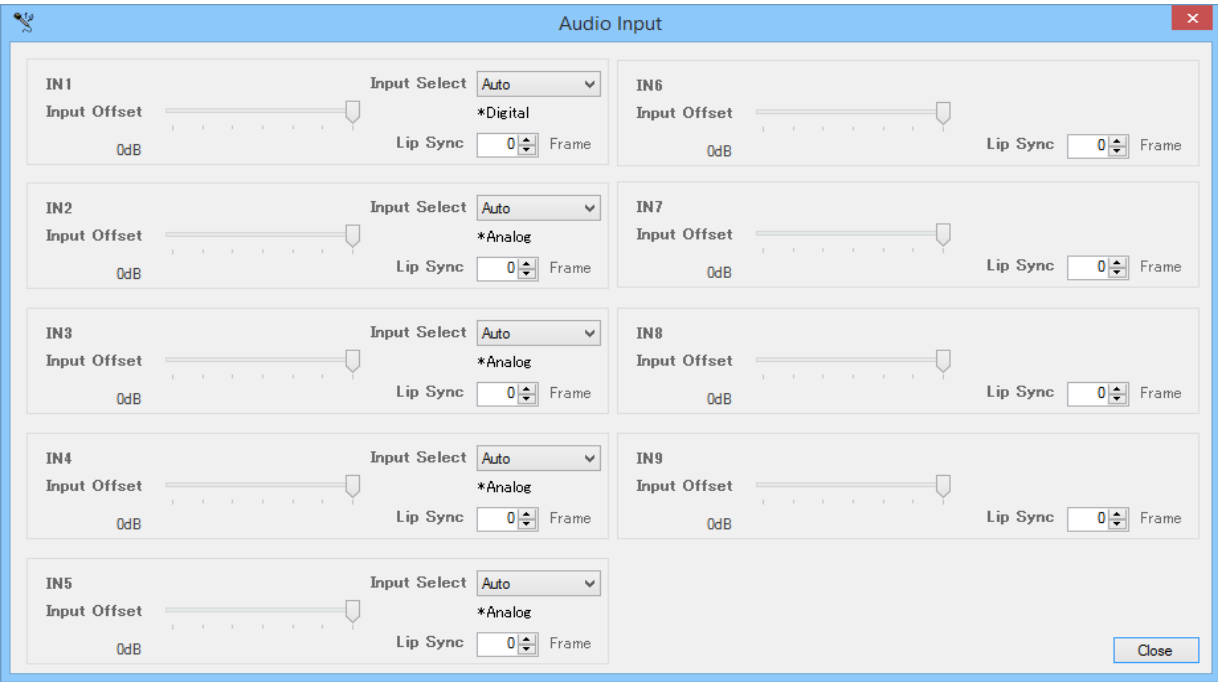 Audio Input
IN1
Input Select Auto
Input Offset
*Digital
0dB
Lip Sync 0 Frame
IN2
Input Select Auto
Input Offset
*Analog
0dB
Lip Sync 0 Frame
IN3
Input Select Auto
Input Offset
*Analog
0dB
Lip Sync 0 Frame
IN4
Input Select Auto
Input Offset
*Analog
0dB
Lip Sync 0 Frame
IN5
Input Select Auto
Input Offset
*Analog
0dB
Lip Sync 0 Frame
IN6
Input Offset
0dB
Lip Sync 0 Frame
IN7
Input Offset
0dB
Lip Sync 0 Frame
IN8
Input Offset
0dB
Lip Sync 0 Frame
IN9
Input Offset
0dB
Lip Sync 0 Frame
Close